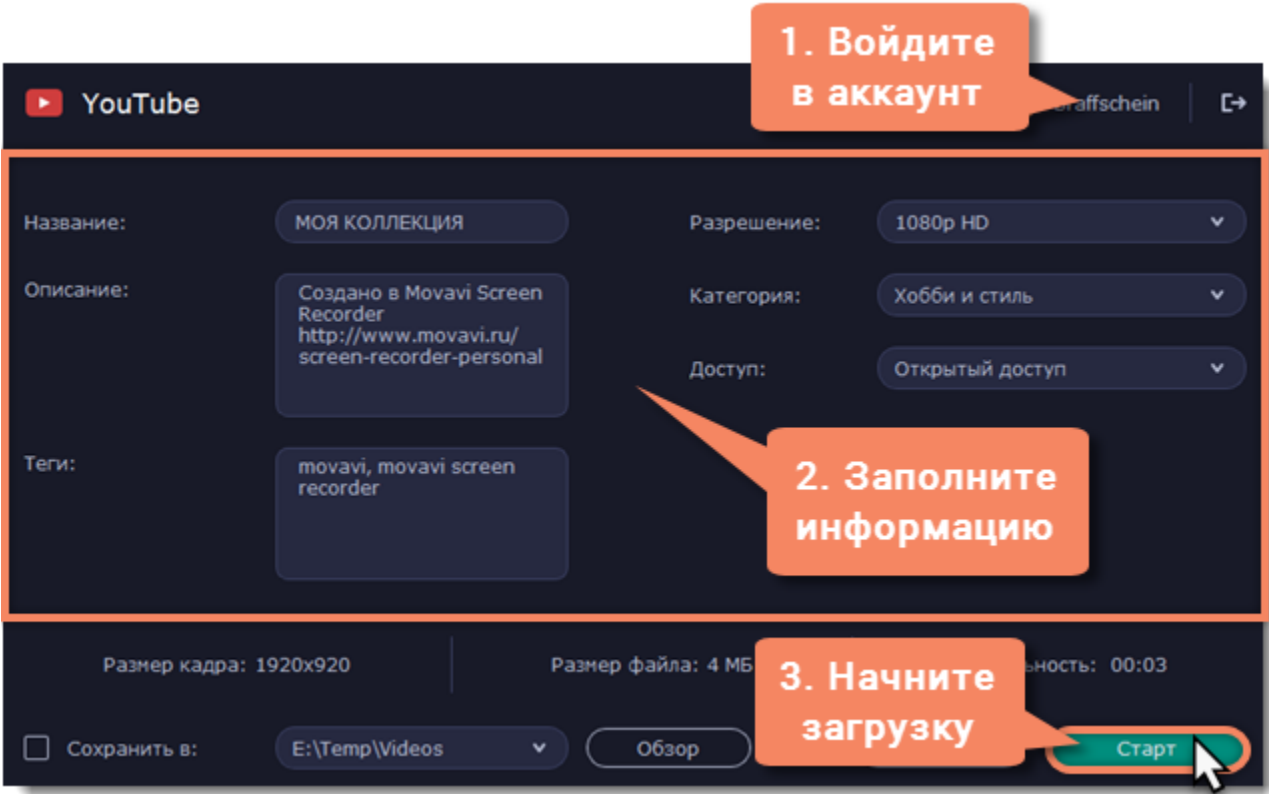 1. Войдите
в аккаунт
YouTube
Название:
МОЯ КОЛЛЕКЦИЯ
Разрешение:
1080p HD
Описание:
Создано в Movavi Screen
Recorder
http://www.movavi.ru/
screen-recorder-personal
Категория:
Хобби и стиль
Доступ:
Открытый доступ
Теги:
movavi, movavi screen
recorder
2. Заполните
информацию
Размер кадра: 1920x920
Размер файла: 4 МБ
00:03
3. Начните
загрузку
Сохранить в:
E:\Temp\Videos
Обзор
Старт